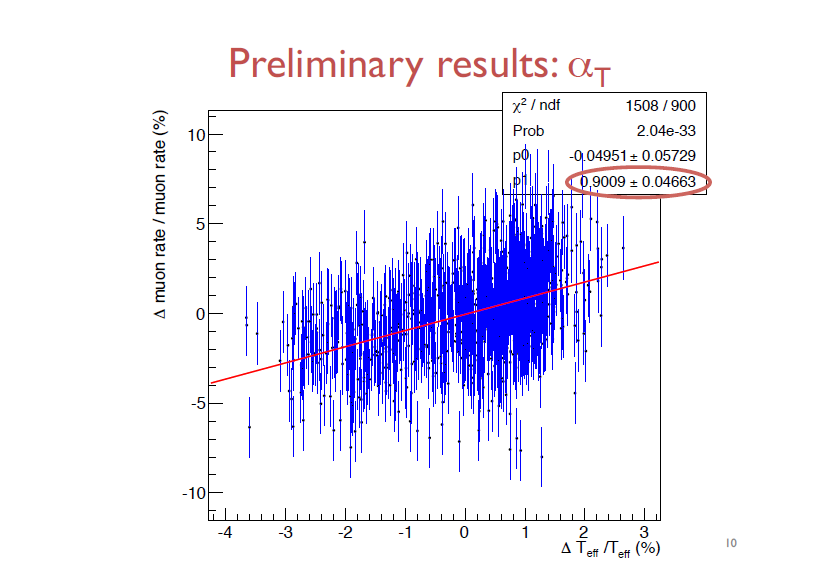 Preliminary results: αT
χ² / ndf 1508 / 900
Prob 2.04e-33
p0 -0.04951 ± 0.05729
p1 0.9009 ± 0.04663
Δ muon rate / muon rate (%)
10
5
0
-5
-10
-4 -3 -2 -1 0 1 2 3
Δ Teff /Teff (%)
10